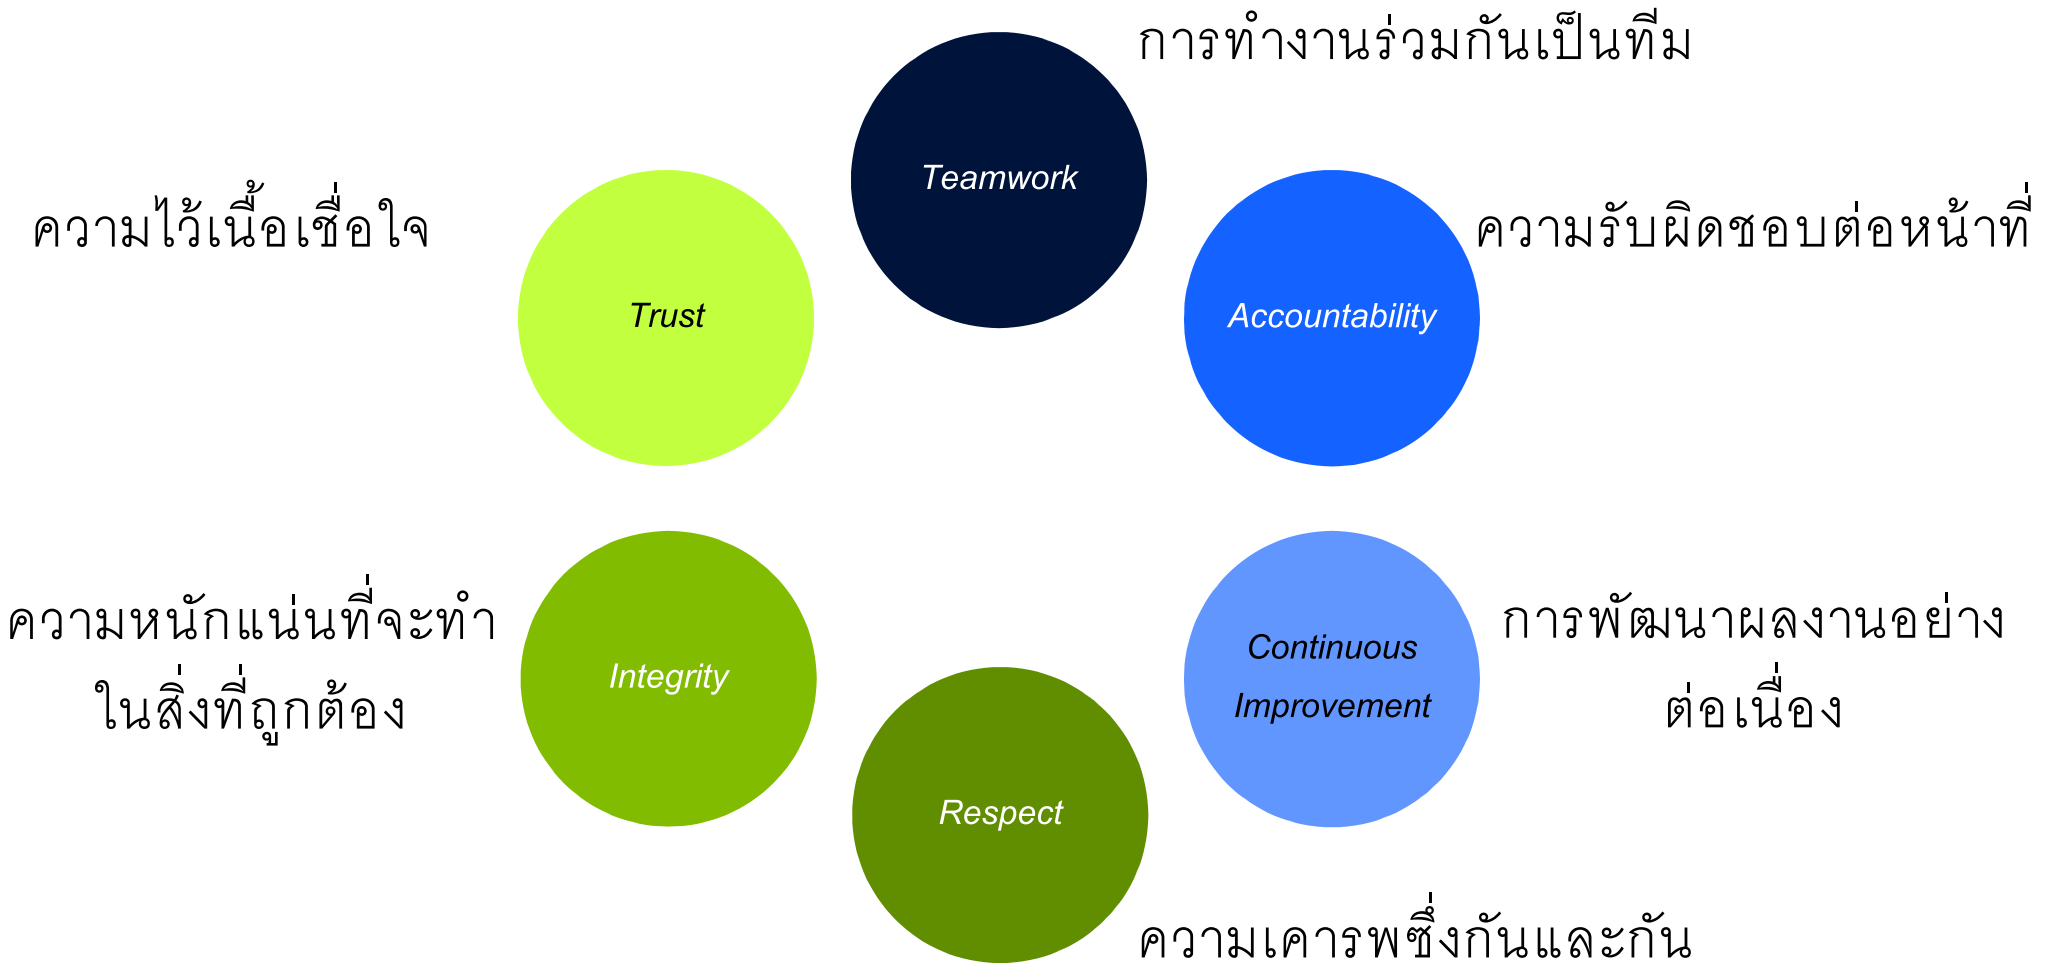 การทำงานร่วมกันเป็นทีม
Teamwork
ความไว้เนื้อเชื่อใจ
Trust
ความรับผิดชอบต่อหน้าที่
Accountability
ความหนักแน่นที่จะทำ
ในสิ่งที่ถูกต้อง
Integrity
Continuous
Improvement
การพัฒนาผลงานอย่าง
ต่อเนื่อง
Respect
ความเคารพซึ่งกันและกัน